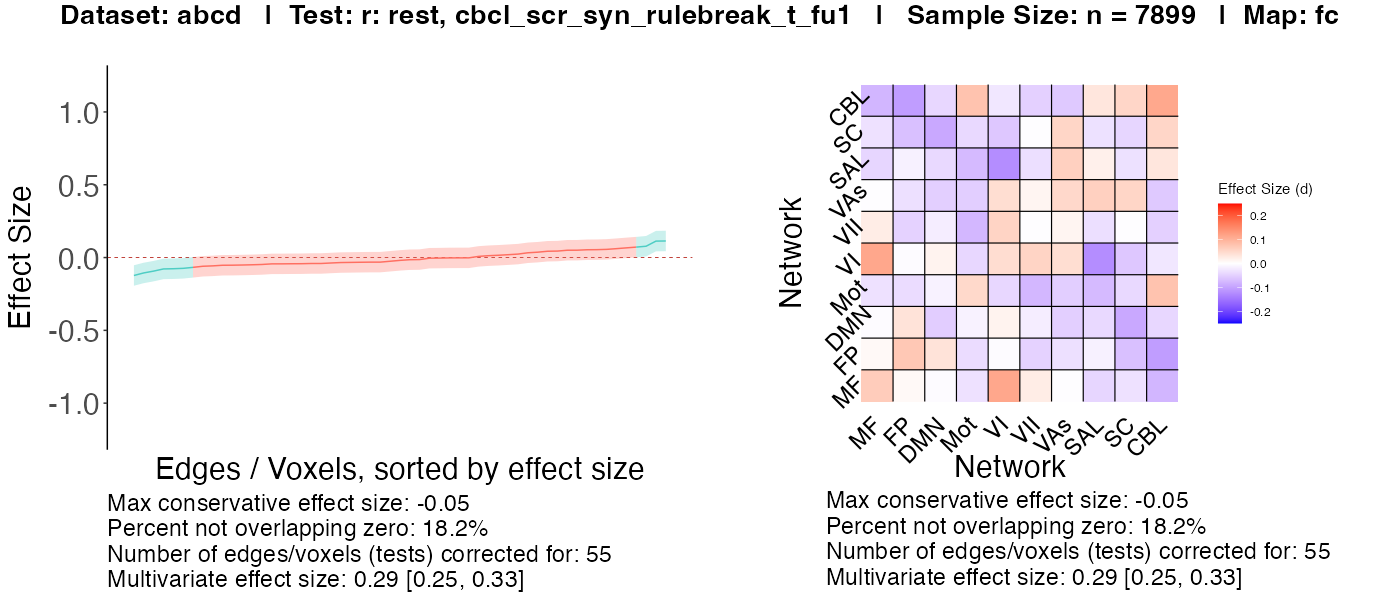 Dataset: abcd | Test: r: rest, cbcl_scr_syn_rulebreak_t_fu1 | Sample Size: n = 7899 | Map: fc
Effect Size
1.0
0.5
0.0
-0.5
-1.0
Edges / Voxels, sorted by effect size
Max conservative effect size: -0.05
Percent not overlapping zero: 18.2%
Number of edges/voxels (tests) corrected for: 55
Multivariate effect size: 0.29 [0.25, 0.33]
Network
CBL
SC
SAL
VAs
VII
VI
Mot
DMN
FP
MF
MF FP DMN Mot VI VII VAs SAL SC CBL
Network
Effect Size (d)
0.2
0.1
0.0
-0.1
-0.2
Max conservative effect size: -0.05
Percent not overlapping zero: 18.2%
Number of edges/voxels (tests) corrected for: 55
Multivariate effect size: 0.29 [0.25, 0.33]